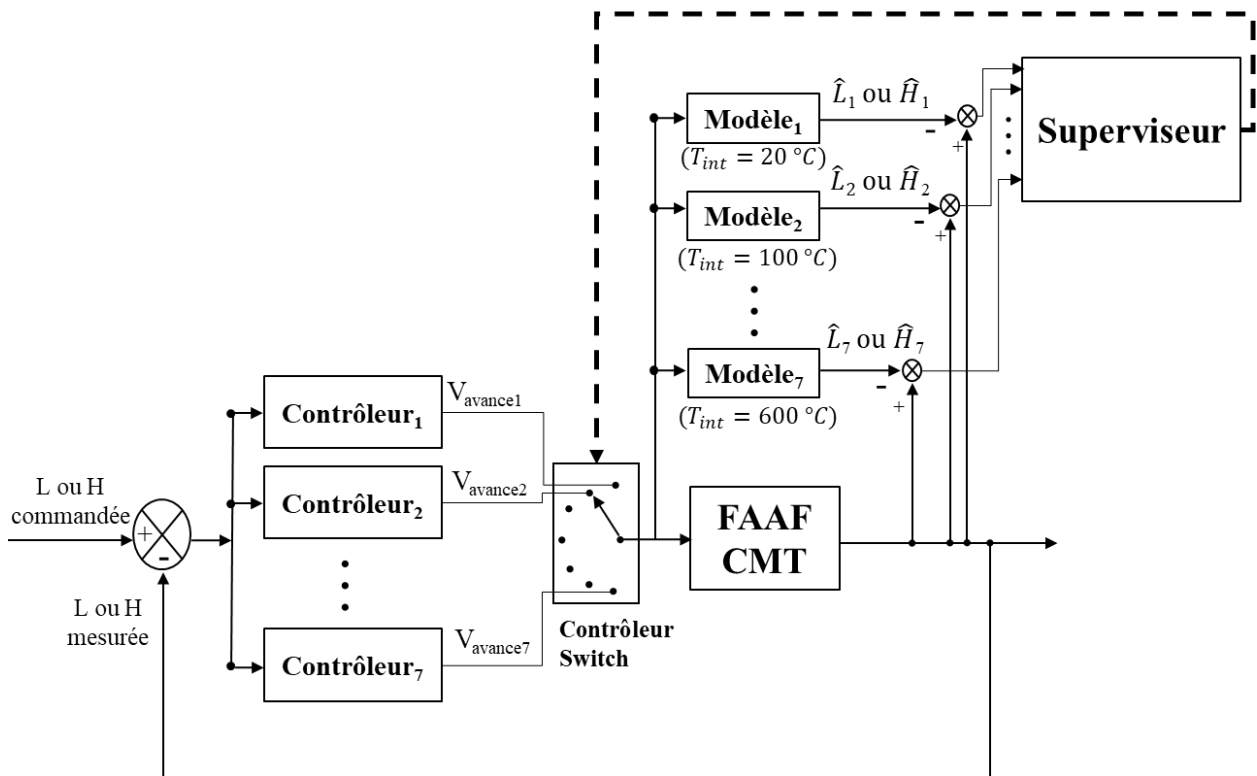 L̂₁ ou Ĥ₁
Modèle₁
-
+
Superviseur
(T_int = 20 °C)
L̂₂ ou Ĥ₂
Modèle₂
-
+
(T_int = 100 °C)
L̂₇ ou Ĥ₇
Modèle₇
-
+
(T_int = 600 °C)
Contrôleur₁
V_avance1
L ou H
commandée
+
-
Contrôleur₂
V_avance2
FAAF
CMT
L ou H
mesurée
Contrôleur₇
V_avance7
Contrôleur
Switch